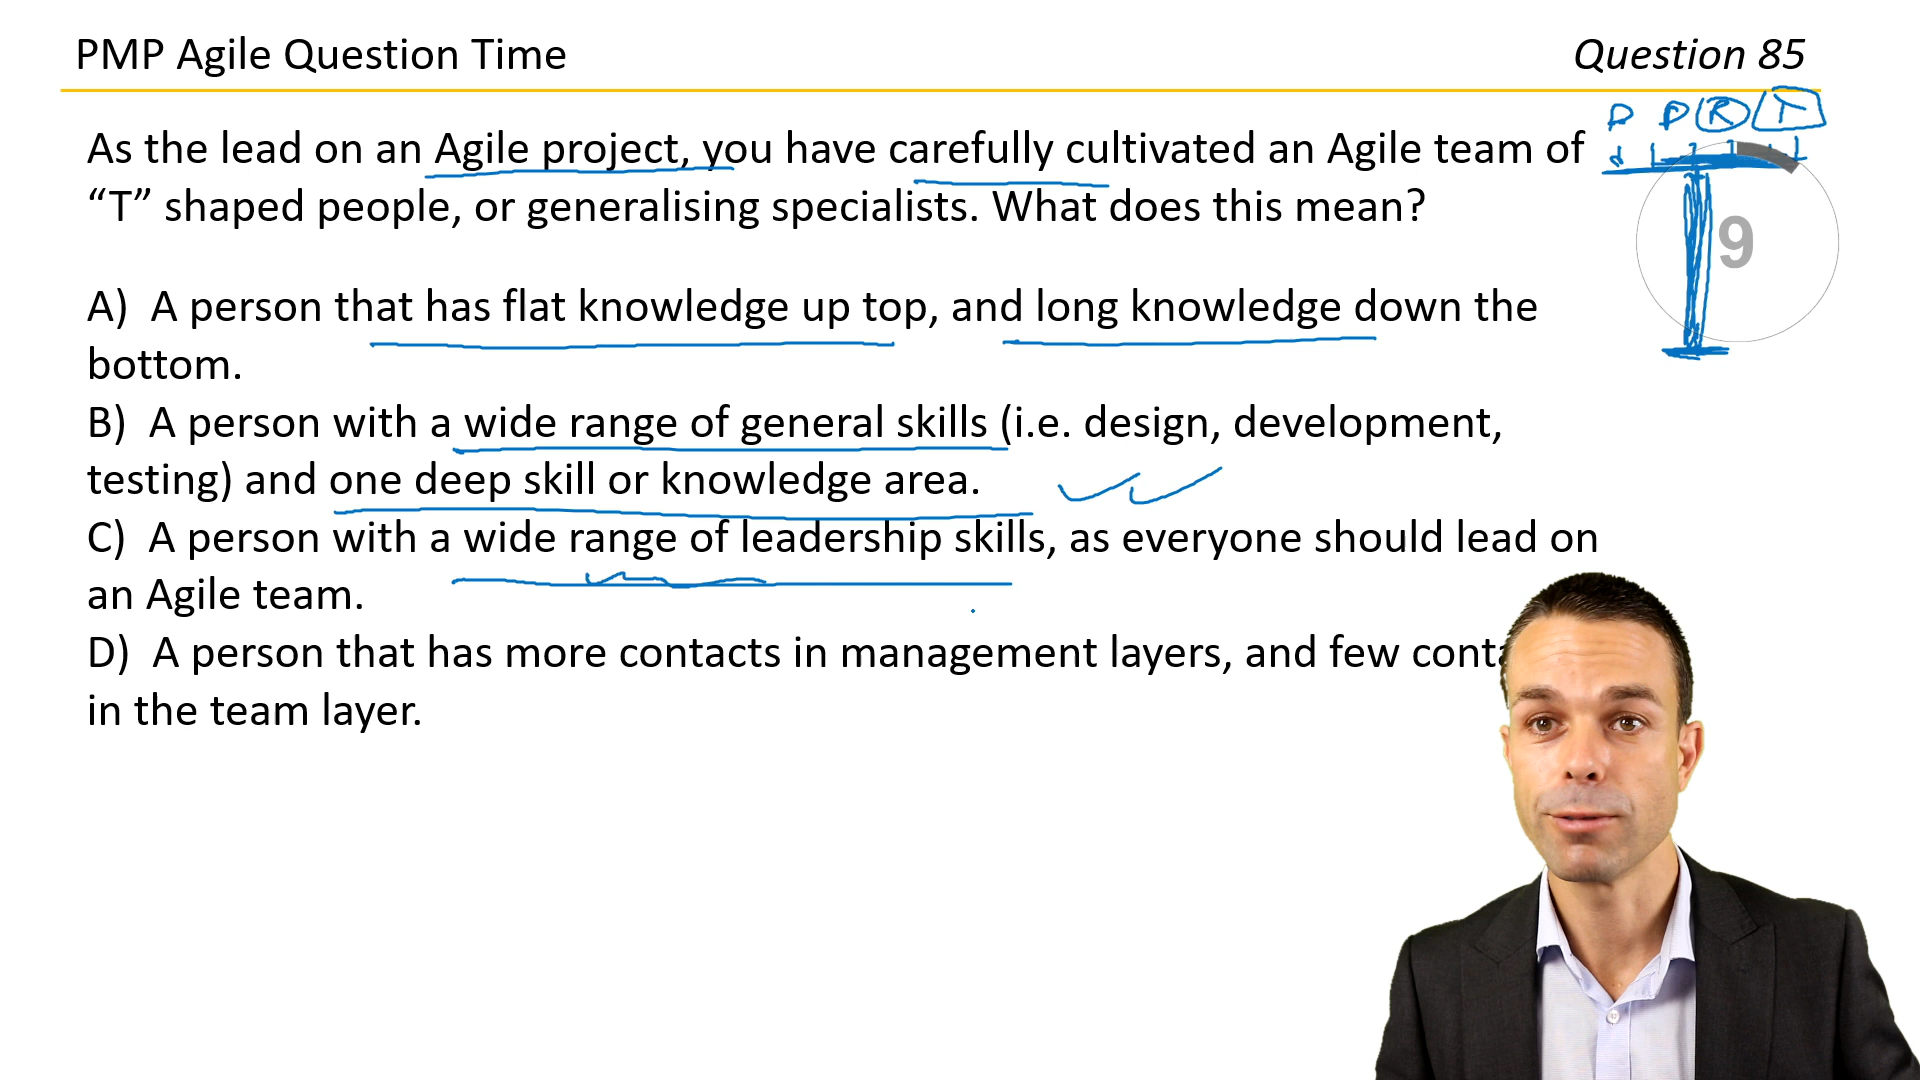 PMP Agile Question Time
Question 85
D P R T
As the lead on an Agile project, you have carefully cultivated an Agile team of
“T” shaped people, or generalising specialists. What does this mean?
9
A) A person that has flat knowledge up top, and long knowledge down the
bottom.
B) A person with a wide range of general skills (i.e. design, development,
testing) and one deep skill or knowledge area.
C) A person with a wide range of leadership skills, as everyone should lead on
an Agile team.
D) A person that has more contacts in management layers, and few
in the team layer.